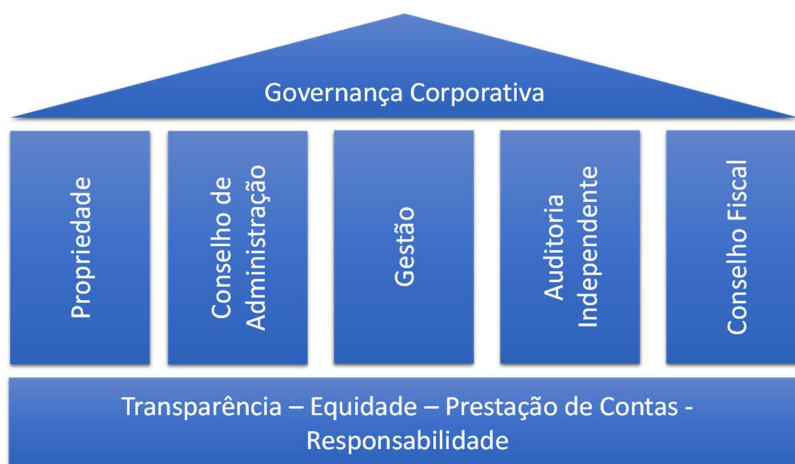 Governança Corporativa
Propriedade
Conselho de
Administração
Gestão
Auditoria
Independente
Conselho Fiscal
Transparência – Equidade – Prestação de Contas -
Responsabilidade